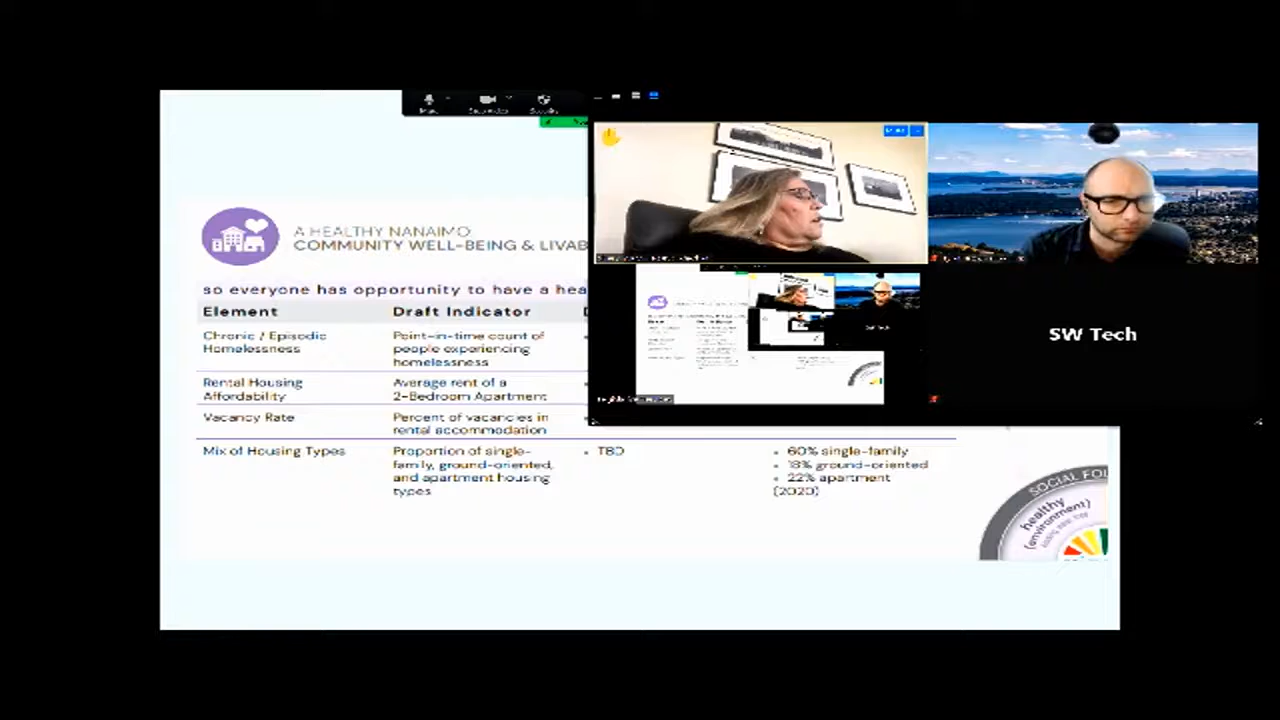 A HEALTHY NANAIMO:
COMMUNITY WELL-BEING & LIVAB
so everyone has opportunity to have a hea
Element Draft Indicator
Chronic / Episodic
Homelessness
Point-in-time count of
people experiencing
homelessness
Rental Housing
Affordability
Average rent of a
2-Bedroom Apartment
Vacancy Rate
Percent of vacancies in
rental accommodation
Mix of Housing Types
Proportion of single-
family, ground-oriented,
and apartment housing
types
• TBD
• 60% single-family
• 18% ground-oriented
• 22% apartment
(2020)
SW Tech
SOCIAL FOU
healthy
(environment)